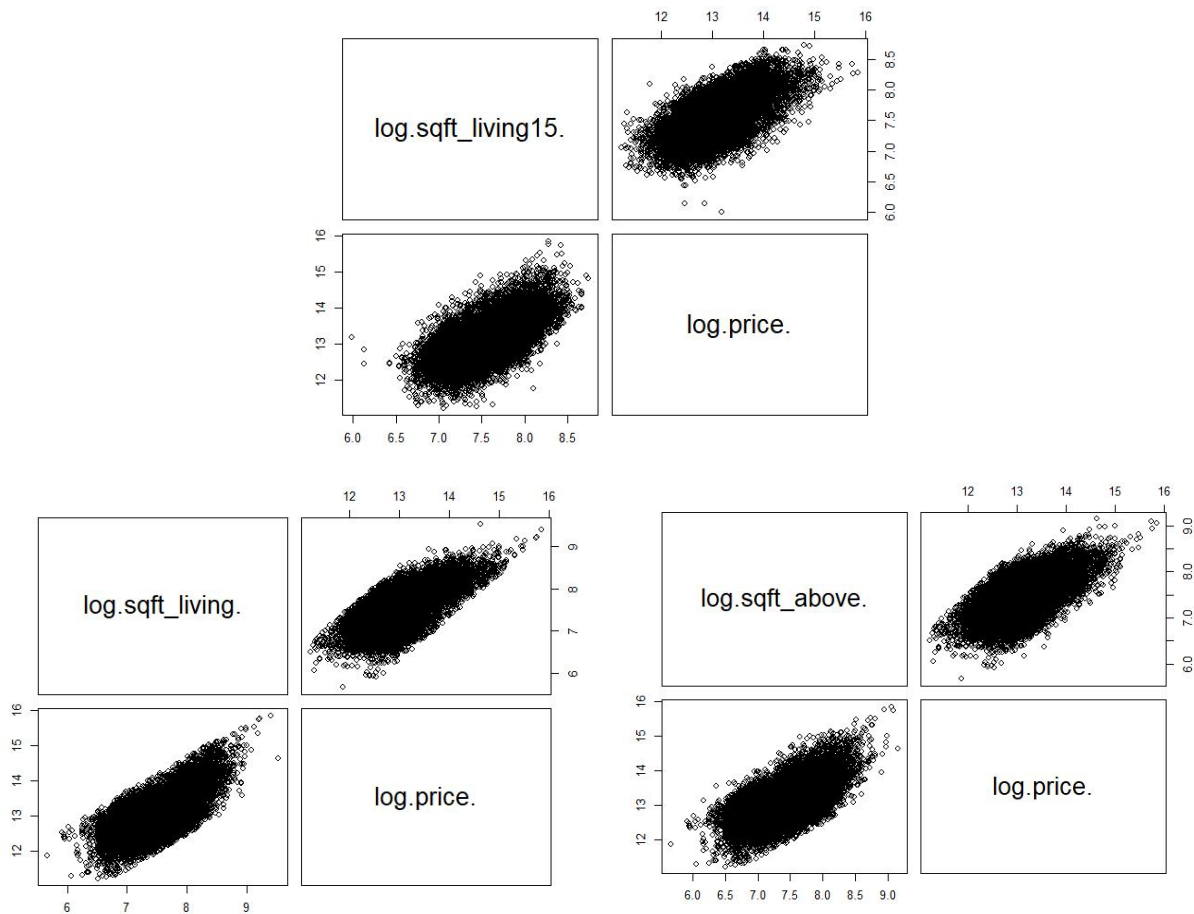 12 13 14 15 16
log.sqft_living15.
6.0 6.5 7.0 7.5 8.0 8.5
12 13 14 15 16
log.price.
6.0 6.5 7.0 7.5 8.0 8.5
12 13 14 15 16
log.sqft_living.
6 7 8 9
12 13 14 15 16
log.price.
6 7 8 9
12 13 14 15 16
log.sqft_above.
6.0 7.0 8.0 9.0
12 13 14 15 16
log.price.
6.0 6.5 7.0 7.5 8.0 8.5 9.0